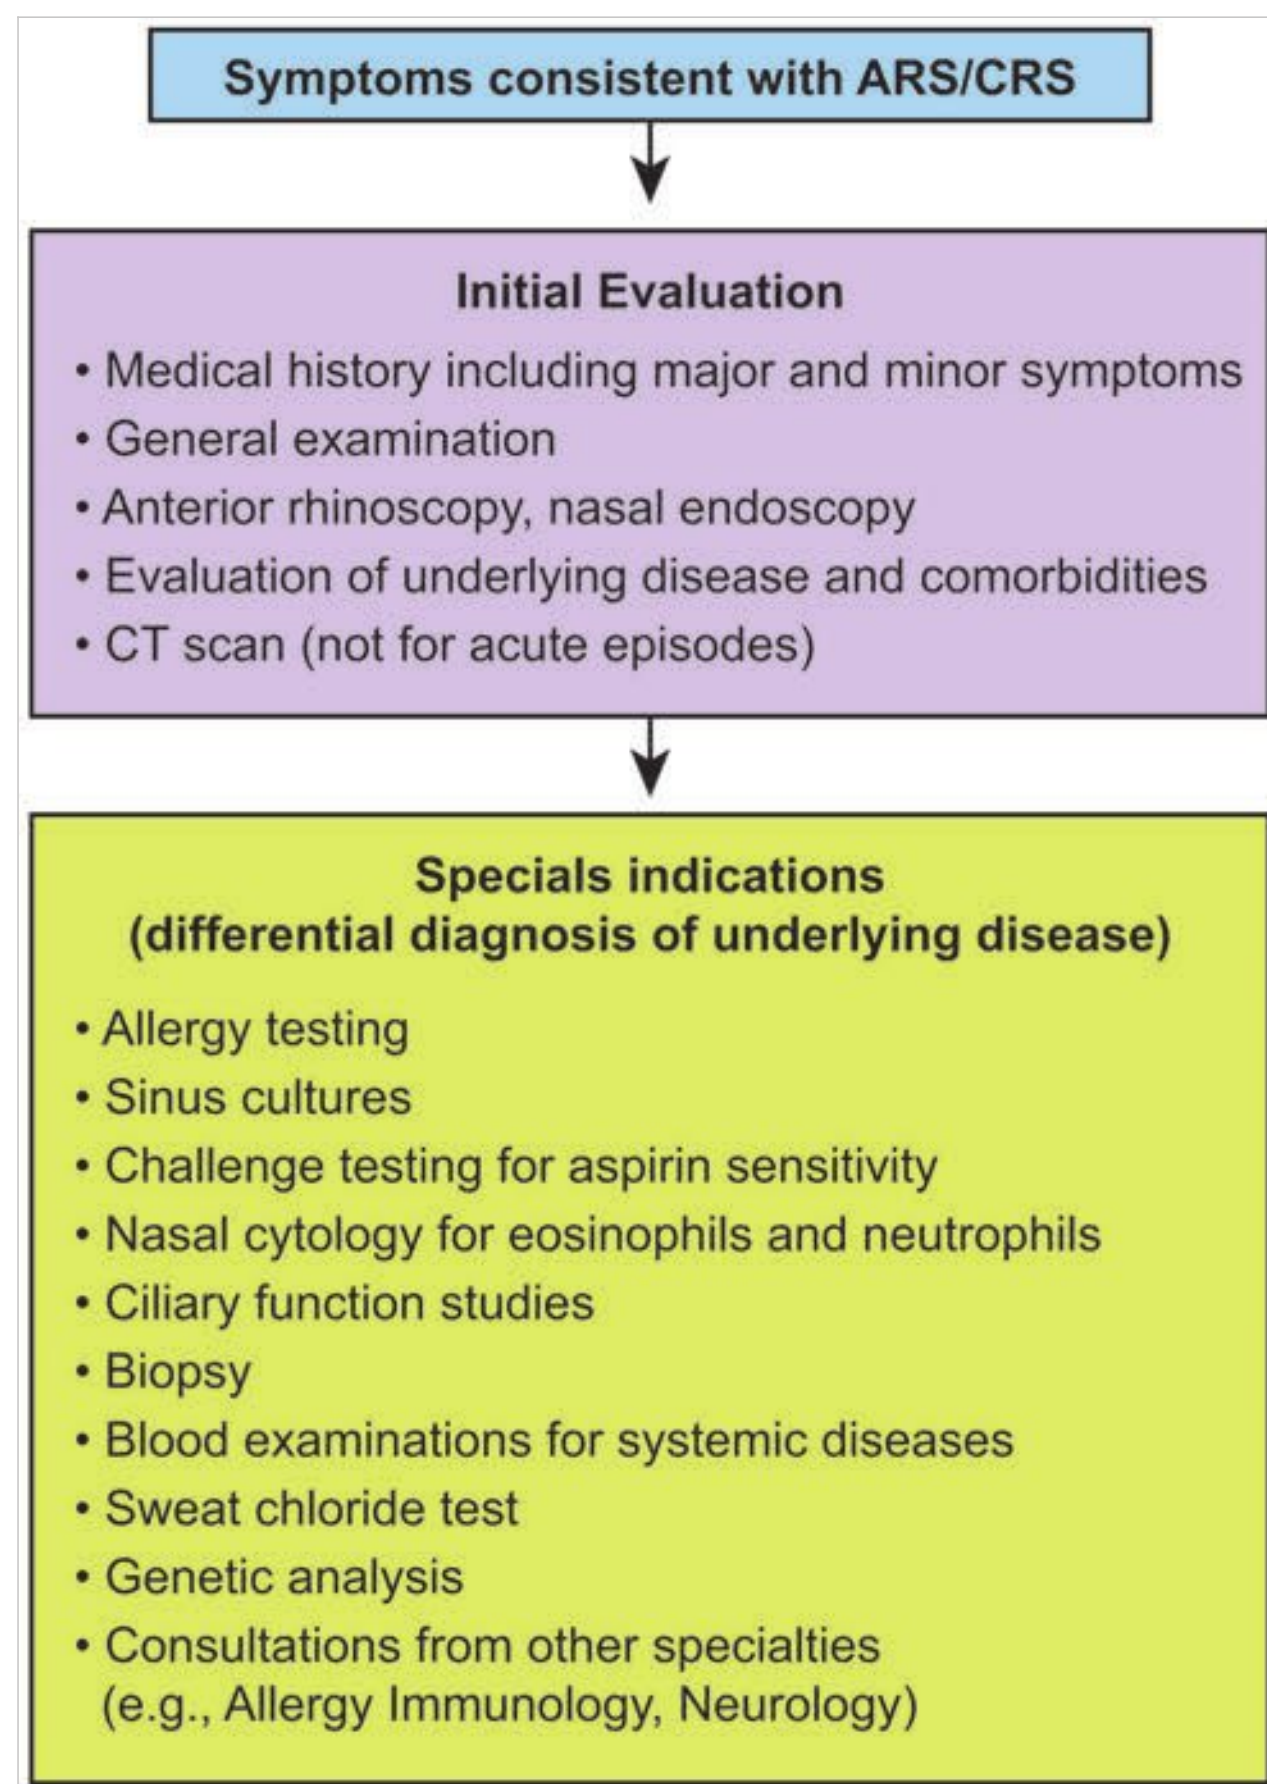 Symptoms consistent with ARS/CRS
Initial Evaluation
• Medical history including major and minor symptoms
• General examination
• Anterior rhinoscopy, nasal endoscopy
• Evaluation of underlying disease and comorbidities
• CT scan (not for acute episodes)
Specials indications
(differential diagnosis of underlying disease)
• Allergy testing
• Sinus cultures
• Challenge testing for aspirin sensitivity
• Nasal cytology for eosinophils and neutrophils
• Ciliary function studies
• Biopsy
• Blood examinations for systemic diseases
• Sweat chloride test
• Genetic analysis
• Consultations from other specialties
(e.g., Allergy Immunology, Neurology)